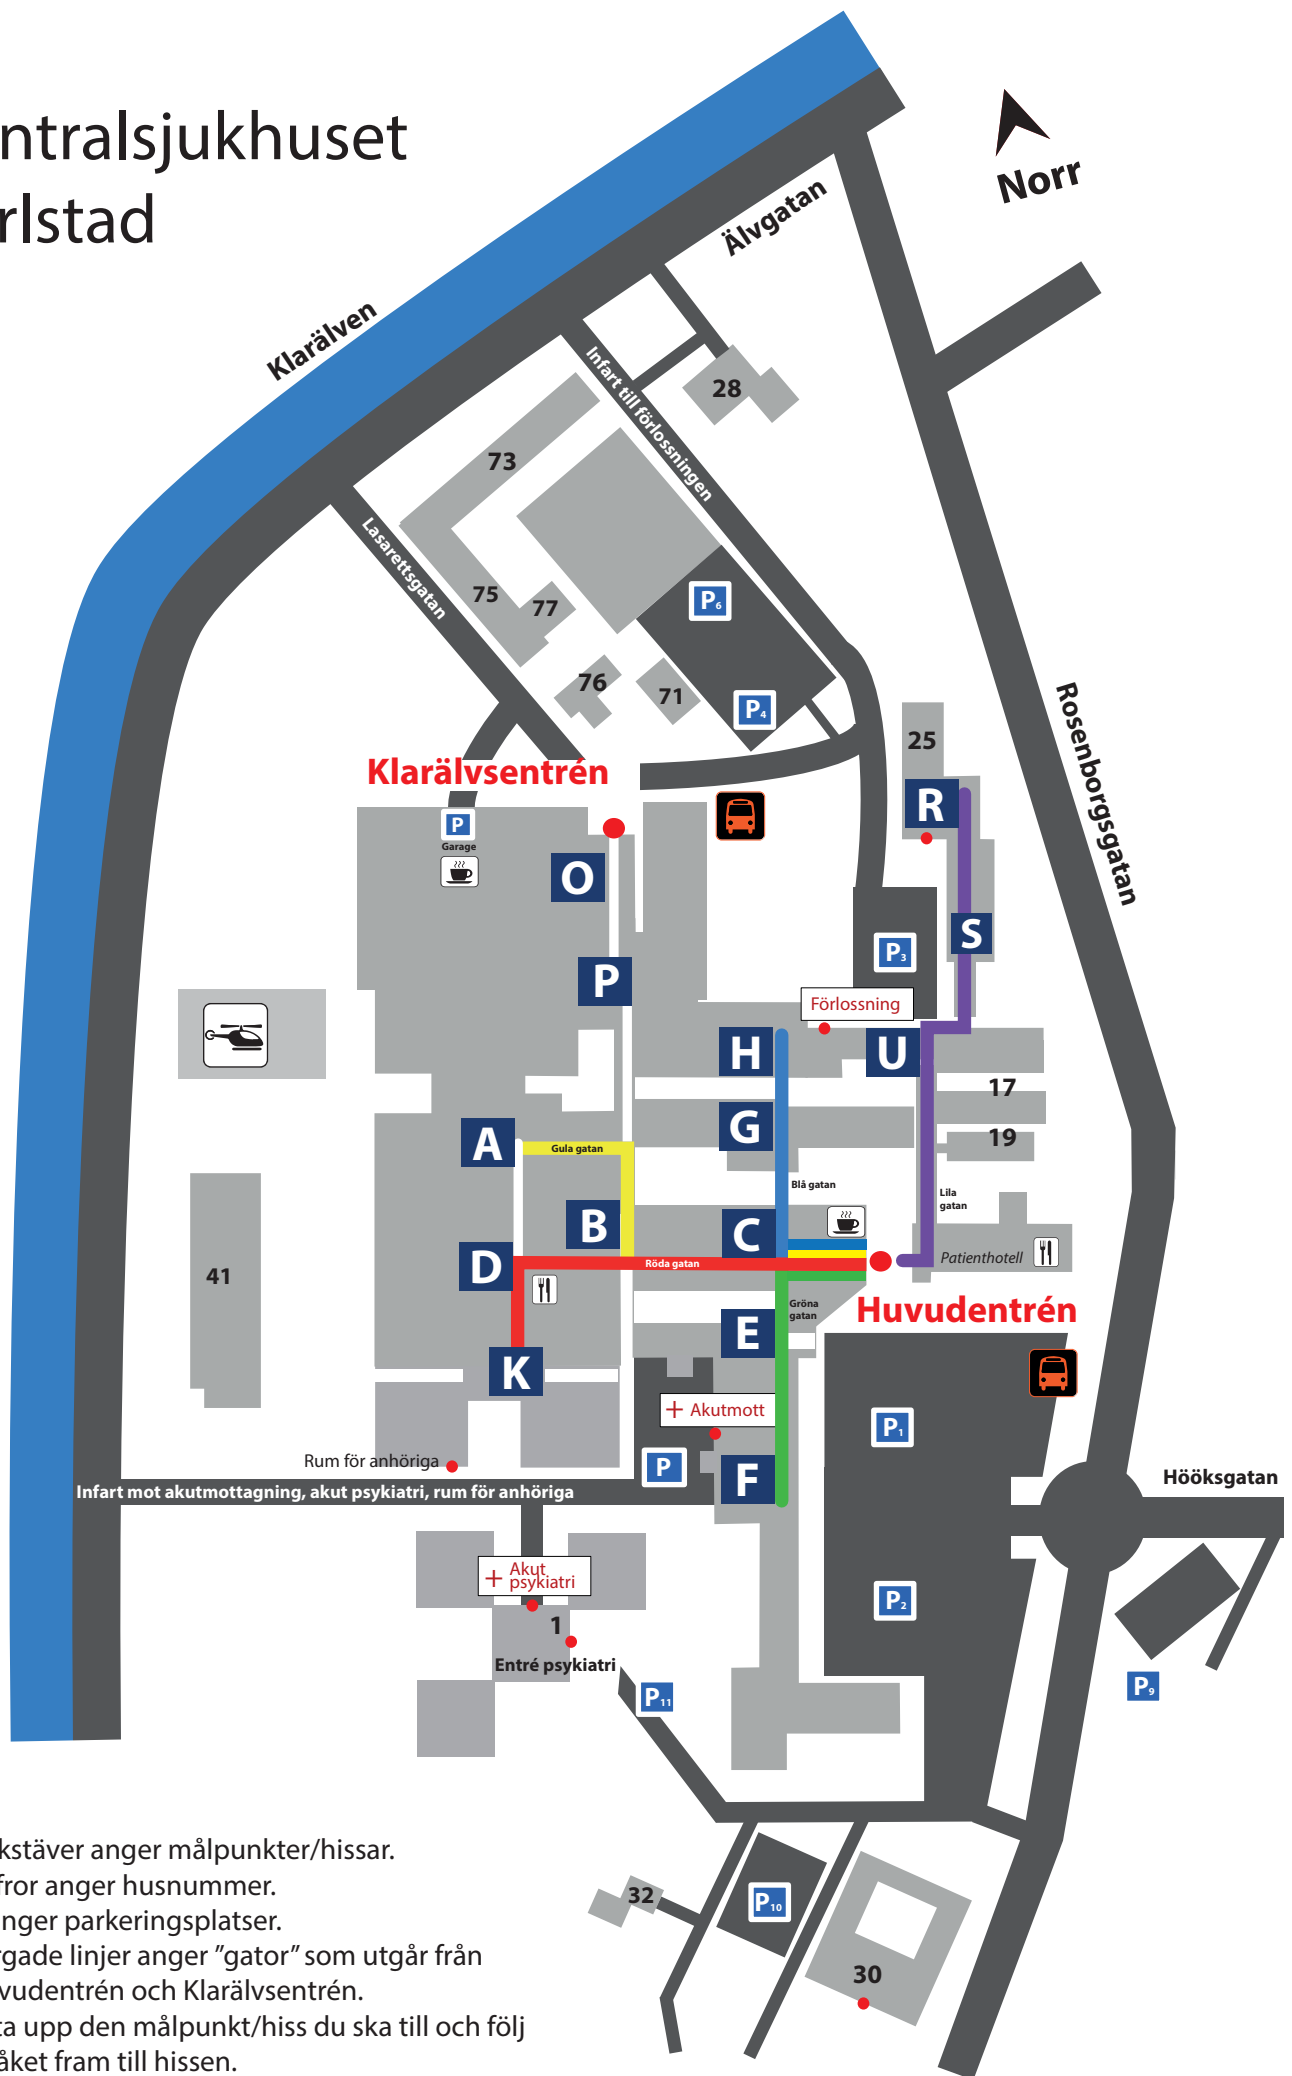 ntralsjukhuset
rlstad
Norr
Älvgatan
Klarälven
Infart till förlossningen
28
73
Lasarettsgatan
75
77
P6
76
71
P4
Rosenborgsgatan
25
Klarälvsentrén
R
P
Garage
O
S
P3
P
Förlossning
H
U
17
G
19
A
Gula gatan
Blå gatan
Lila
gatan
B
C
D
Röda gatan
Patienthotell
41
Gröna
gatan
Huvudentrén
E
K
+ Akutmott
P1
Rum för anhöriga
P
F
Hööksgatan
Infart mot akutmottagning, akut psykiatri, rum för anhöriga
+ Akut
psykiatri
P2
1
Entré psykiatri
P11
P9
kstäver anger målpunkter/hissar.
fror anger husnummer.
nger parkeringsplatser.
rgade linjer anger ”gator” som utgår från
vudentrén och Klarälvsentrén.
ta upp den målpunkt/hiss du ska till och följ
åket fram till hissen.
32
P10
30